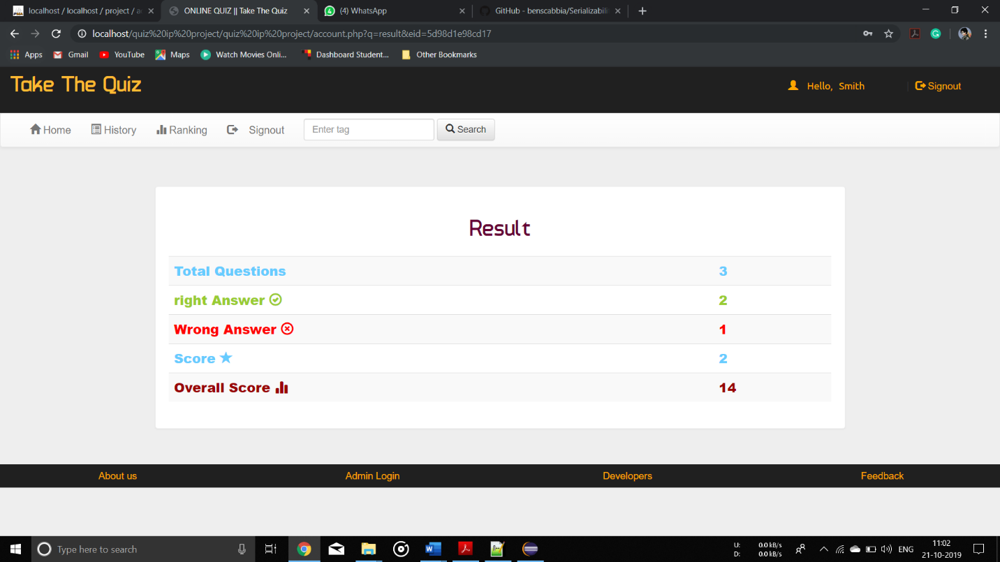 localhost / localhost / project / a
ONLINE QUIZ || Take The Quiz
(4) WhatsApp
GitHub - benscabbia/Serializabili
localhost/quiz%20ip%20project/quiz%20ip%20project/account.php?q=result&eid=5d98d1e98cd17
Apps
Gmail
YouTube
Maps
Watch Movies Onli...
Dashboard Student...
Other Bookmarks
Take The Quiz
Hello, Smith
Signout
Home
History
Ranking
Signout
Enter tag
Search
Result
Total Questions 3
right Answer 2
Wrong Answer 1
Score 2
Overall Score 14
About us
Admin Login
Developers
Feedback
Type here to search
U: 0.0 kB/s
D: 0.0 kB/s
ENG
11:02
21-10-2019